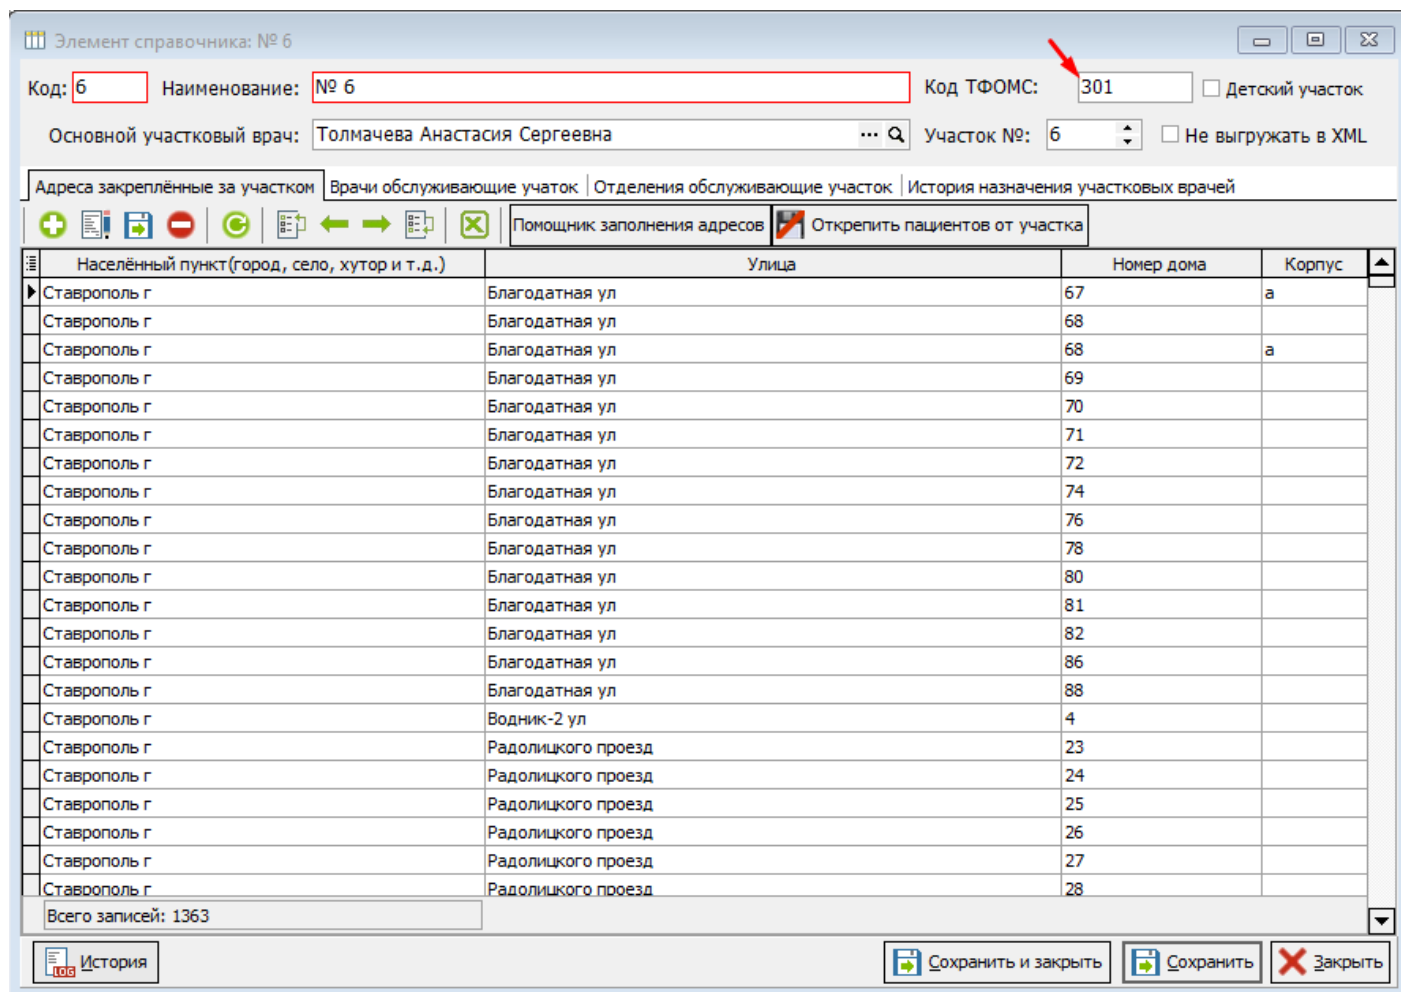 Элемент справочника: № 6
Код: 6 Наименование: № 6 Код ТФОМС: 301 Детский участок
Основной участковый врач: Толмачева Анастасия Сергеевна ... Участок №: 6 Не выгружать в XML
Адреса закреплённые за участком Врачи обслуживающие учаток Отделения обслуживающие участок История назначения участковых врачей
Помощник заполнения адресов Открепить пациентов от участка
Населённый пункт(город, село, хутор и т.д.) Улица Номер дома Корпус
Ставрополь г Благодатная ул 67 а
Ставрополь г Благодатная ул 68
Ставрополь г Благодатная ул 68 а
Ставрополь г Благодатная ул 69
Ставрополь г Благодатная ул 70
Ставрополь г Благодатная ул 71
Ставрополь г Благодатная ул 72
Ставрополь г Благодатная ул 74
Ставрополь г Благодатная ул 76
Ставрополь г Благодатная ул 78
Ставрополь г Благодатная ул 80
Ставрополь г Благодатная ул 81
Ставрополь г Благодатная ул 82
Ставрополь г Благодатная ул 86
Ставрополь г Благодатная ул 88
Ставрополь г Водник-2 ул 4
Ставрополь г Радолицкого проезд 23
Ставрополь г Радолицкого проезд 24
Ставрополь г Радолицкого проезд 25
Ставрополь г Радолицкого проезд 26
Ставрополь г Радолицкого проезд 27
Ставрополь г Радолицкого проезд 28
Всего записей: 1363
LOG История Сохранить и закрыть Сохранить Закрыть